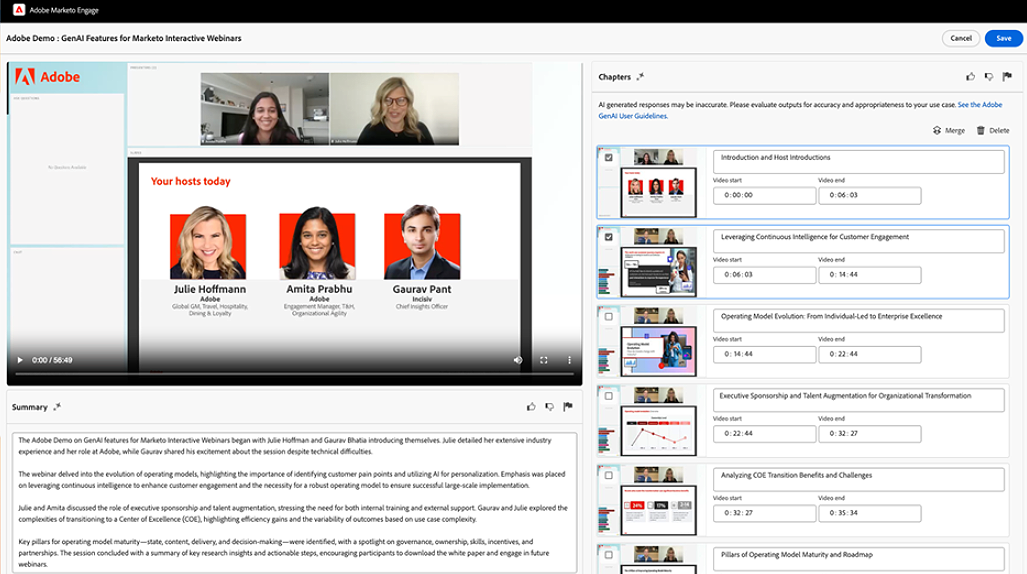 Adobe Marketo Engage
Adobe Demo : GenAI Features for Marketo Interactive Webinars
Cancel
Save
Adobe
No Question Available
Your hosts today
Julie Hoffmann
Adobe
Global GM, Travel, Hospitality,
Dining & Loyalty
Amita Prabhu
Adobe
Engagement Manager, T&H,
Organizational Agility
Gaurav Pant
Incisiv
Chief Insights Officer
0:00 / 56:49
Summary
The Adobe Demo on GenAI features for Marketo Interactive Webinars began with Julie Hoffman and Gaurav Bhatia introducing themselves. Julie detailed her extensive industry
experience and her role at Adobe, while Gaurav shared his excitement about the session despite technical difficulties.
The webinar delved into the evolution of operating models, highlighting the importance of identifying customer pain points and utilizing AI for personalization. Emphasis was placed
on leveraging continuous intelligence to enhance customer engagement and the necessity for a robust operating model to ensure successful large-scale implementation.
Julie and Amita discussed the role of executive sponsorship and talent augmentation, stressing the need for both internal training and external support. Gaurav and Julie explored the
complexities of transitioning to a Center of Excellence (COE), highlighting efficiency gains and the variability of outcomes based on use case complexity.
Key pillars for operating model maturity—state, content, delivery, and decision-making—were identified, with a spotlight on governance, ownership, skills, incentives, and
partnerships. The session concluded with a summary of key research insights and actionable steps, encouraging participants to download the white paper and engage in future
webinars.
Chapters
AI generated responses may be inaccurate. Please evaluate outputs for accuracy and appropriateness to your use case. See the Adobe
GenAI User Guidelines.
Merge
Delete
Introduction and Host Introductions
Video start
Video end
0:00:00
0:06:03
Leveraging Continuous Intelligence for Customer Engagement
Video start
Video end
0:06:03
0:14:44
Operating Model Evolution: From Individual-Led to Enterprise Excellence
Video start
Video end
0:14:44
0:22:44
Executive Sponsorship and Talent Augmentation for Organizational Transformation
Video start
Video end
0:22:44
0:32:27
Analyzing COE Transition Benefits and Challenges
Video start
Video end
0:32:27
0:35:34
Pillars of Operating Model Maturity and Roadmap